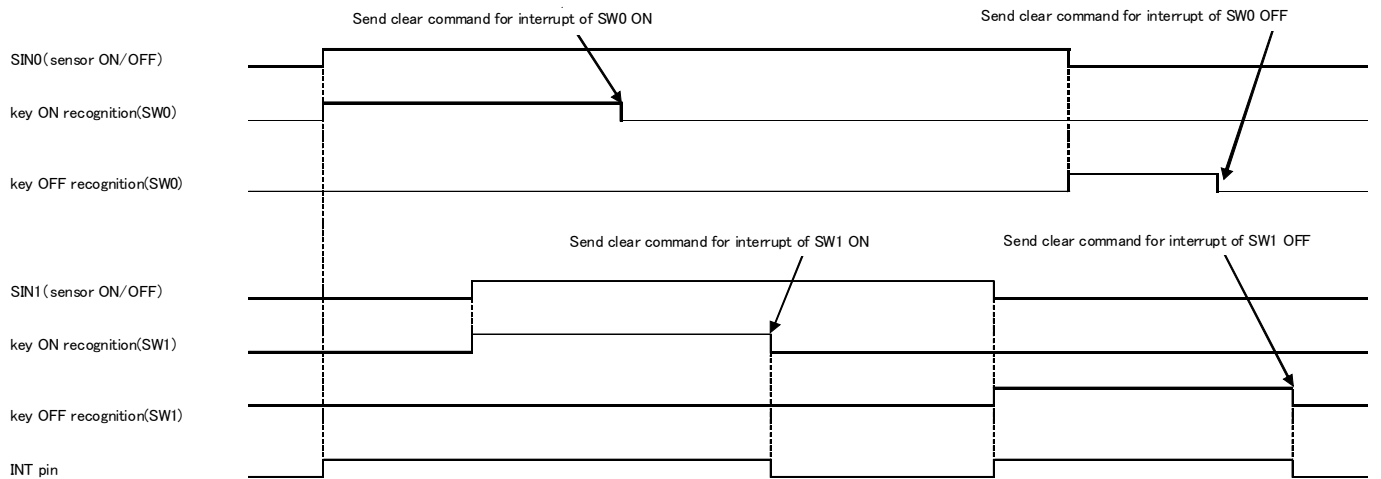 Send clear command for interrupt of SW0 ON
Send clear command for interrupt of SW0 OFF
SIN0(sensor ON/OFF)
key ON recognition(SW0)
key OFF recognition(SW0)
Send clear command for interrupt of SW1 ON
Send clear command for interrupt of SW1 OFF
SIN1(sensor ON/OFF)
key ON recognition(SW1)
key OFF recognition(SW1)
INT pin